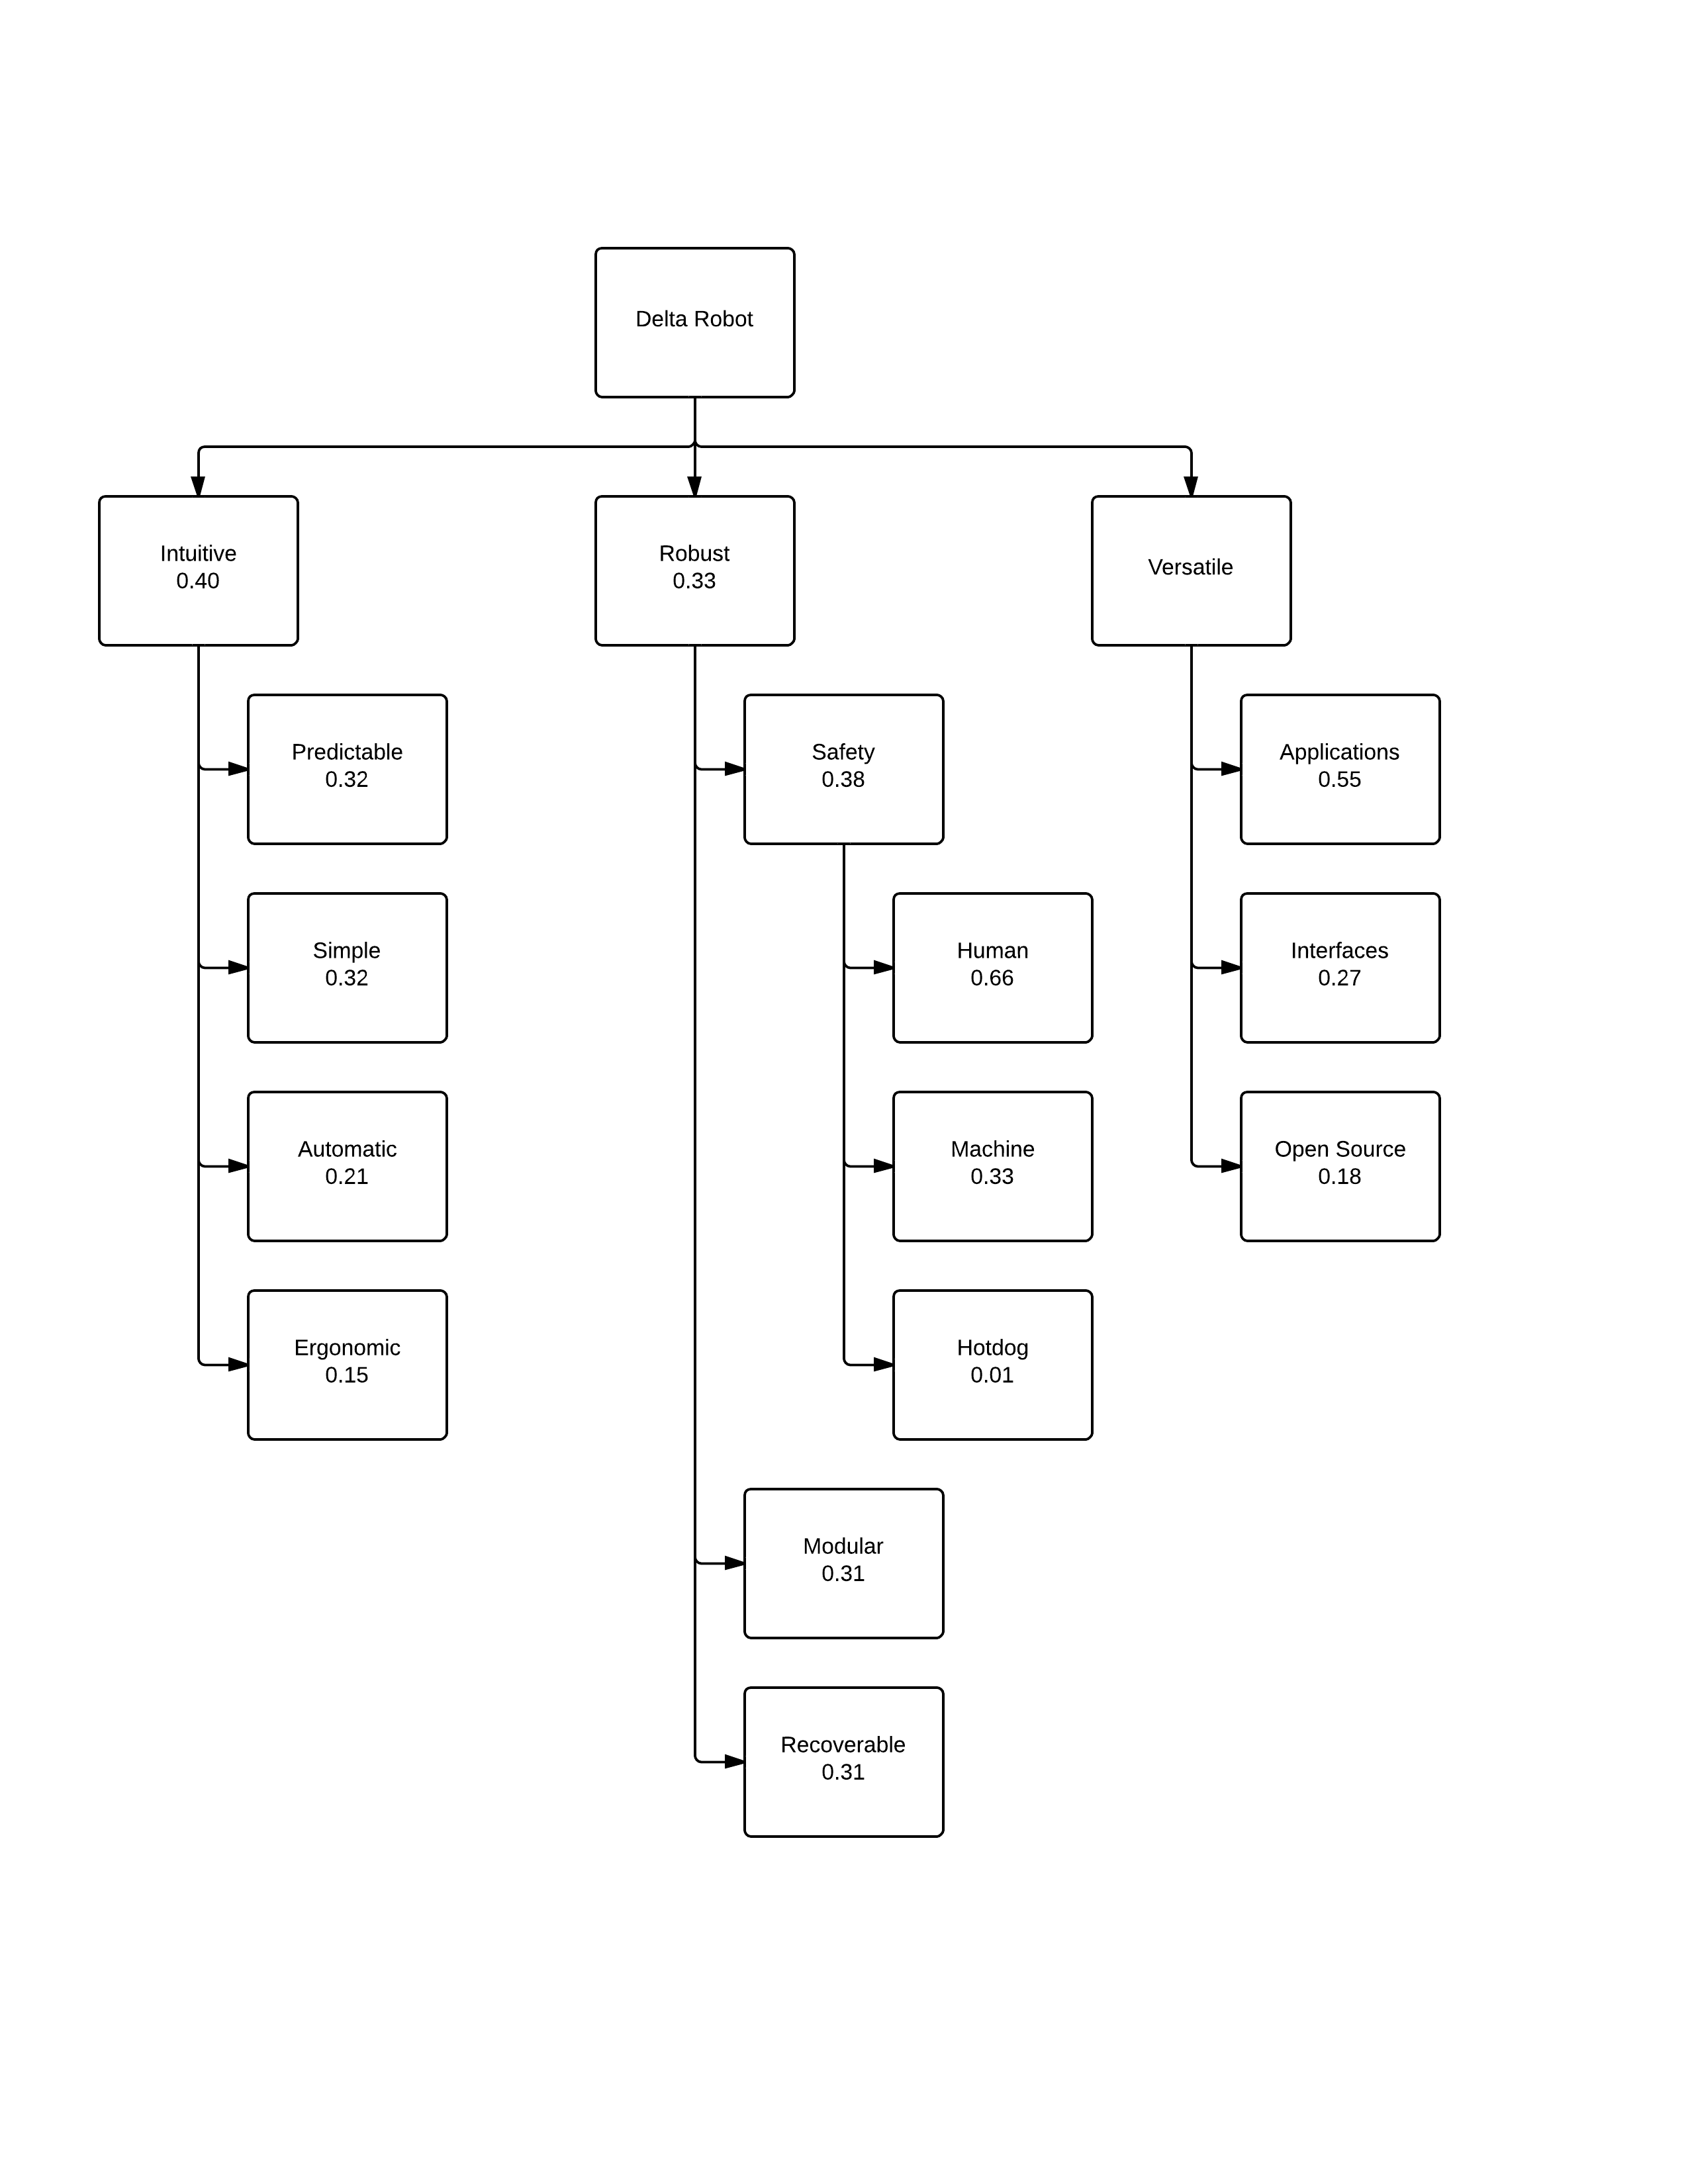 Delta Robot
Intuitive
0.40
Robust
0.33
Versatile
Predictable
0.32
Simple
0.32
Automatic
0.21
Ergonomic
0.15
Safety
0.38
Human
0.66
Machine
0.33
Hotdog
0.01
Modular
0.31
Recoverable
0.31
Applications
0.55
Interfaces
0.27
Open Source
0.18